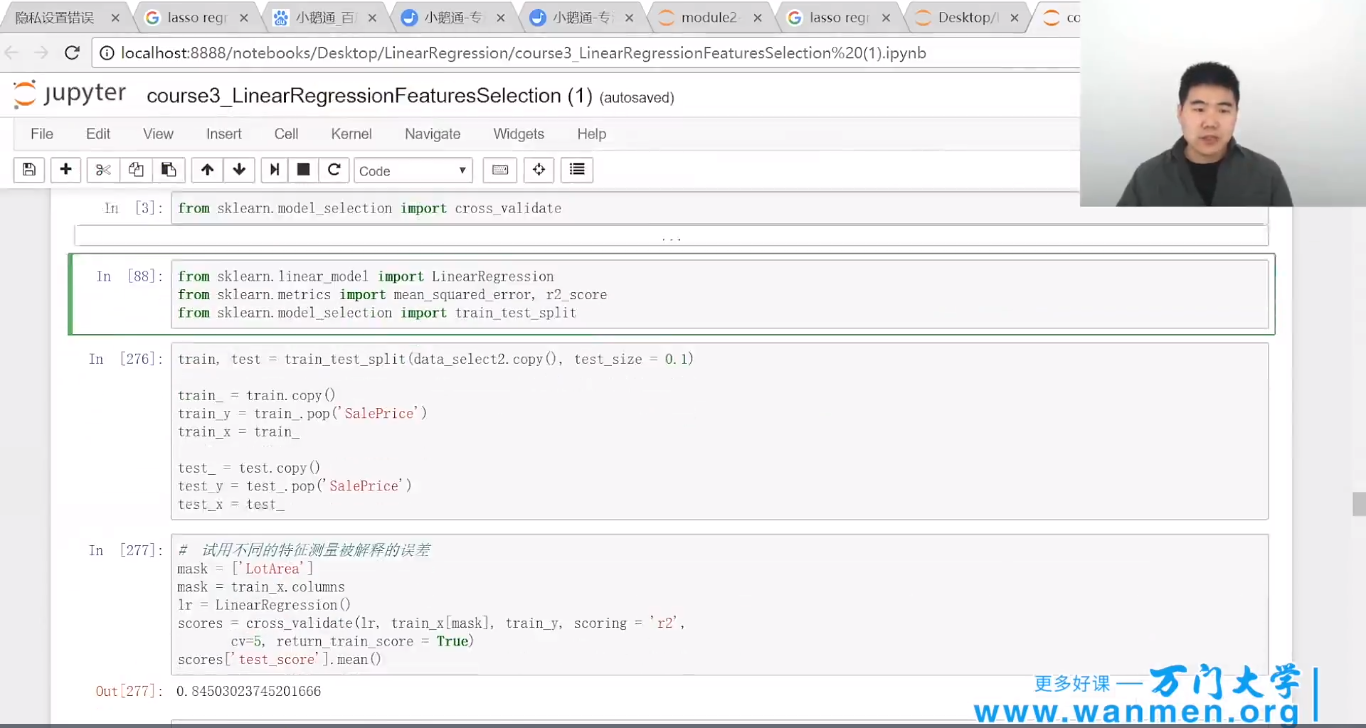 隐私设置错误
lasso regr
小鹅通_百
小鹅通-专
小鹅通-专
module2-
lasso regr
Desktop/
co
localhost:8888/notebooks/Desktop/LinearRegression/course3_LinearRegressionFeaturesSelection%20(1).ipynb
jupyter course3_LinearRegressionFeaturesSelection (1) (autosaved)
File Edit View Insert Cell Kernel Navigate Widgets Help
Code
In [3]: from sklearn.model_selection import cross_validate
...
In [88]: from sklearn.linear_model import LinearRegression
from sklearn.metrics import mean_squared_error, r2_score
from sklearn.model_selection import train_test_split
In [276]: train, test = train_test_split(data_select2.copy(), test_size = 0.1)
train_ = train.copy()
train_y = train_.pop('SalePrice')
train_x = train_
test_ = test.copy()
test_y = test_.pop('SalePrice')
test_x = test_
In [277]: # 试用不同的特征测量被解释的误差
mask = ['LotArea']
mask = train_x.columns
lr = LinearRegression()
scores = cross_validate(lr, train_x[mask], train_y, scoring = 'r2',
cv=5, return_train_score = True)
scores['test_score'].mean()
Out[277]: 0.84503023745201666
更多好课 — 万门大学
www.wanmen.org